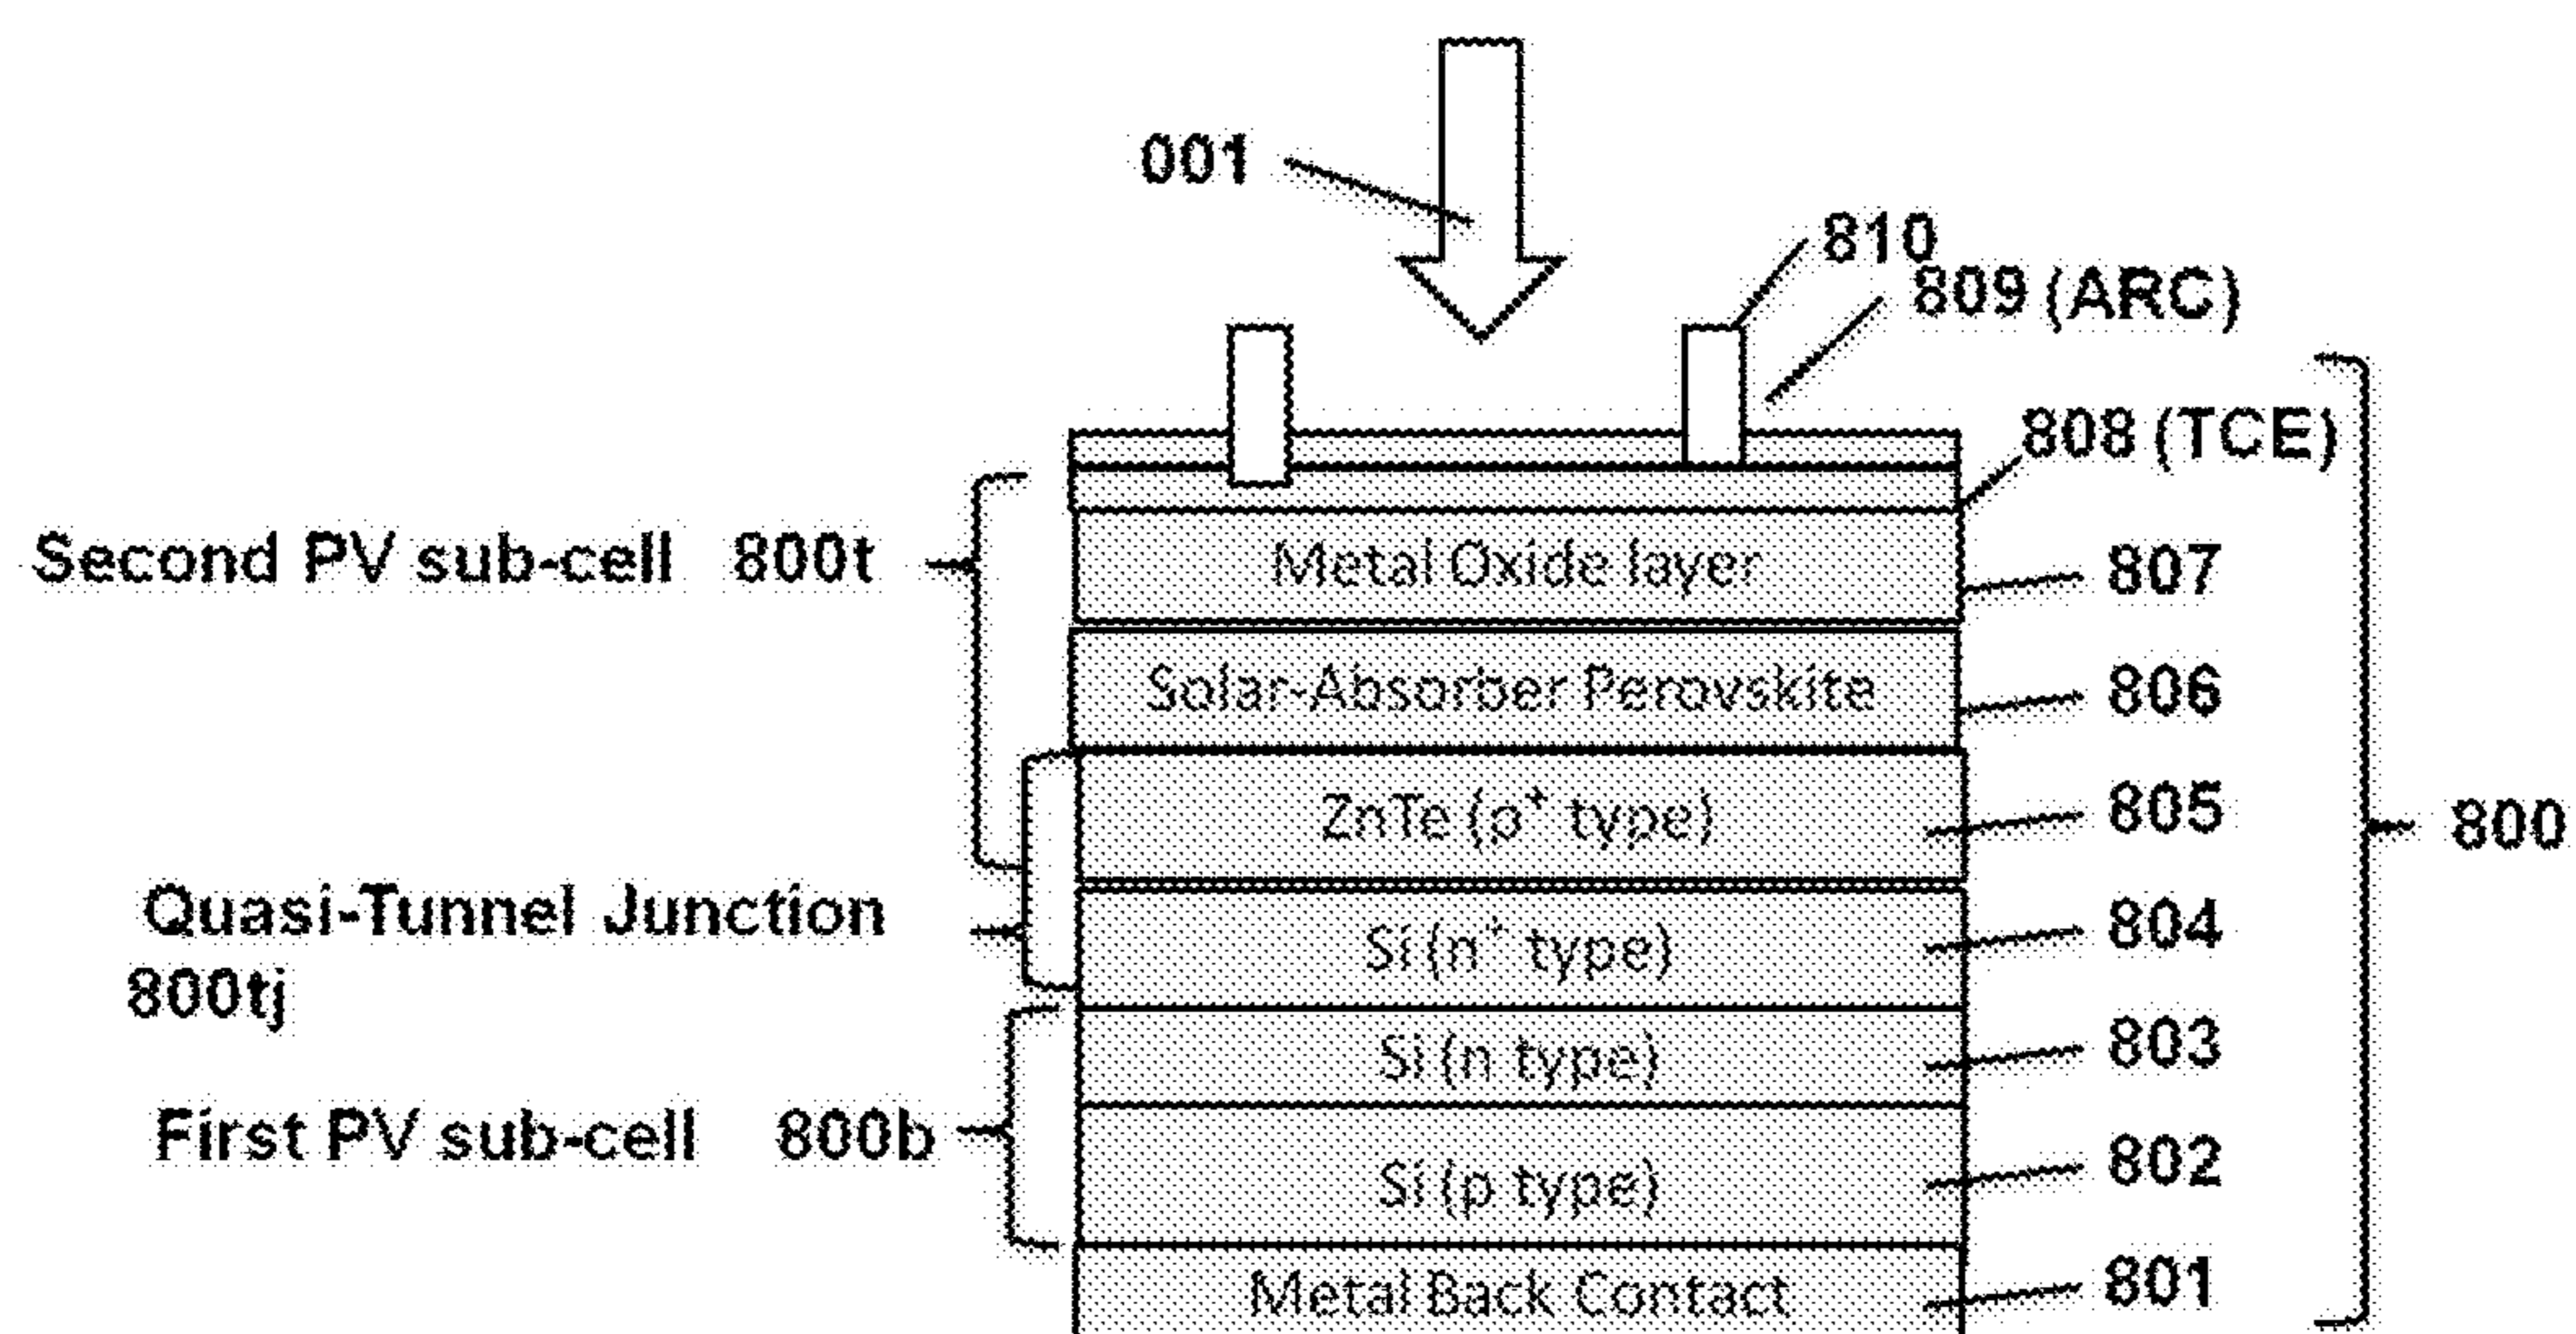 001
810
809 (ARC)
808 (TCE)
Metal Oxide layer
807
Second PV sub-cell 800t
Solar-Absorber Perovskite
806
ZnTe (p⁺ type)
805
800
Quasi-Tunnel Junction
800tj
Si (n⁺ type)
804
Si (n type)
803
First PV sub-cell 800b
Si (p type)
802
Metal Back Contact
801